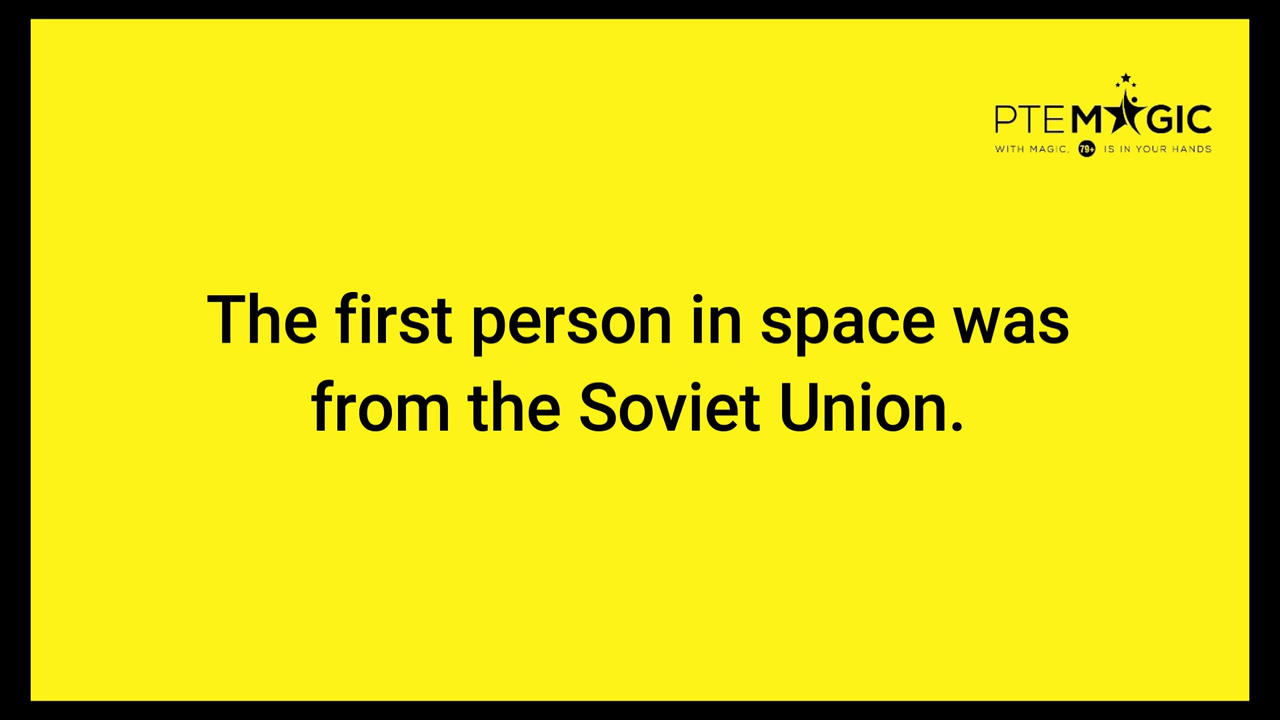 PTEMAGIC
WITH MAGIC, 79+ IS IN YOUR HANDS
The first person in space was
from the Soviet Union.